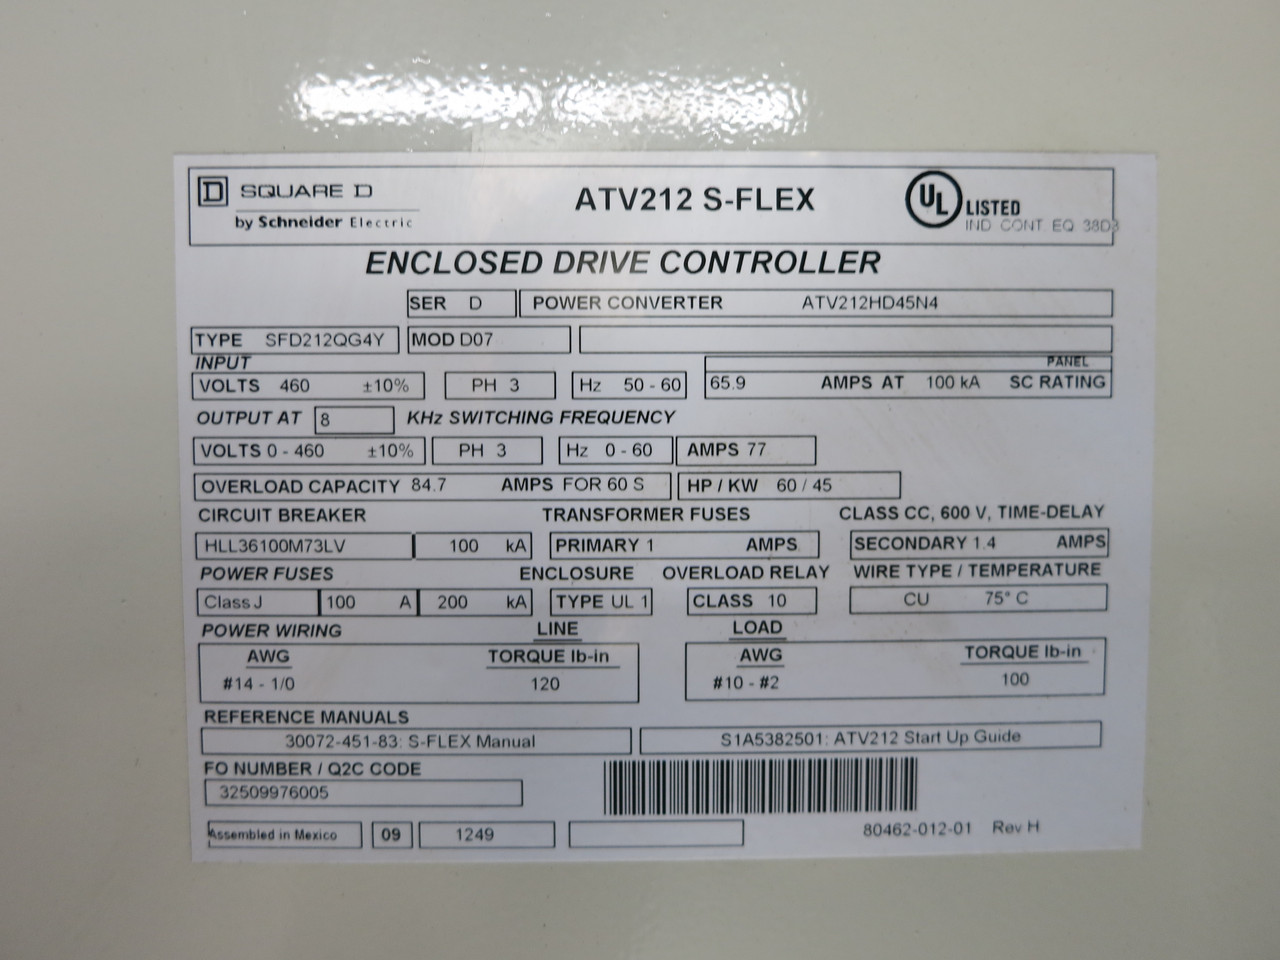 D SQUARE D
by Schneider Electric
ATV212 S-FLEX
UL LISTED
IND CONT EQ 38D3
ENCLOSED DRIVE CONTROLLER
SER D POWER CONVERTER ATV212HD45N4
TYPE SFD212QG4Y MOD D07
INPUT PANEL
VOLTS 460 ±10% PH 3 Hz 50 - 60 65.9 AMPS AT 100 kA SC RATING
OUTPUT AT 8 KHz SWITCHING FREQUENCY
VOLTS 0 - 460 ±10% PH 3 Hz 0 - 60 AMPS 77
OVERLOAD CAPACITY 84.7 AMPS FOR 60 S HP / KW 60 / 45
CIRCUIT BREAKER TRANSFORMER FUSES CLASS CC, 600 V, TIME-DELAY
HLL36100M73LV 100 kA PRIMARY 1 AMPS SECONDARY 1.4 AMPS
POWER FUSES ENCLOSURE OVERLOAD RELAY WIRE TYPE / TEMPERATURE
Class J 100 A 200 kA TYPE UL 1 CLASS 10 CU 75° C
POWER WIRING LINE LOAD
AWG TORQUE lb-in AWG TORQUE lb-in
#14 - 1/0 120 #10 - #2 100
REFERENCE MANUALS
30072-451-83: S-FLEX Manual S1A5382501: ATV212 Start Up Guide
FO NUMBER / Q2C CODE
32509976005
Assembled in Mexico 09 1249 80462-012-01 Rev H